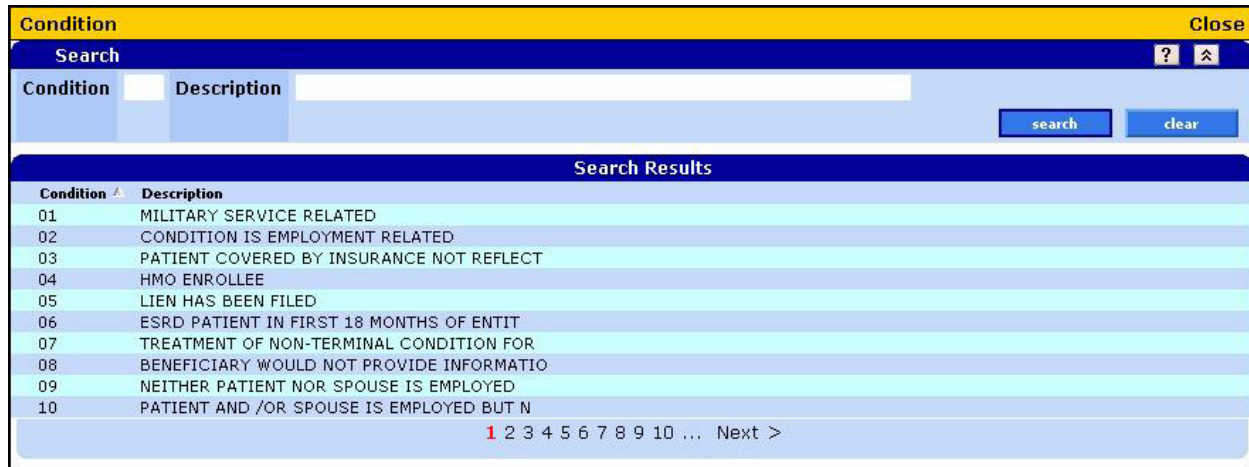 Condition Close
Search ?
Condition Description
search clear
Search Results
Condition Description
01 MILITARY SERVICE RELATED
02 CONDITION IS EMPLOYMENT RELATED
03 PATIENT COVERED BY INSURANCE NOT REFLECT
04 HMO ENROLLEE
05 LIEN HAS BEEN FILED
06 ESRD PATIENT IN FIRST 18 MONTHS OF ENTIT
07 TREATMENT OF NON-TERMINAL CONDITION FOR
08 BENEFICIARY WOULD NOT PROVIDE INFORMATIO
09 NEITHER PATIENT NOR SPOUSE IS EMPLOYED
10 PATIENT AND /OR SPOUSE IS EMPLOYED BUT N
1 2 3 4 5 6 7 8 9 10 ... Next >